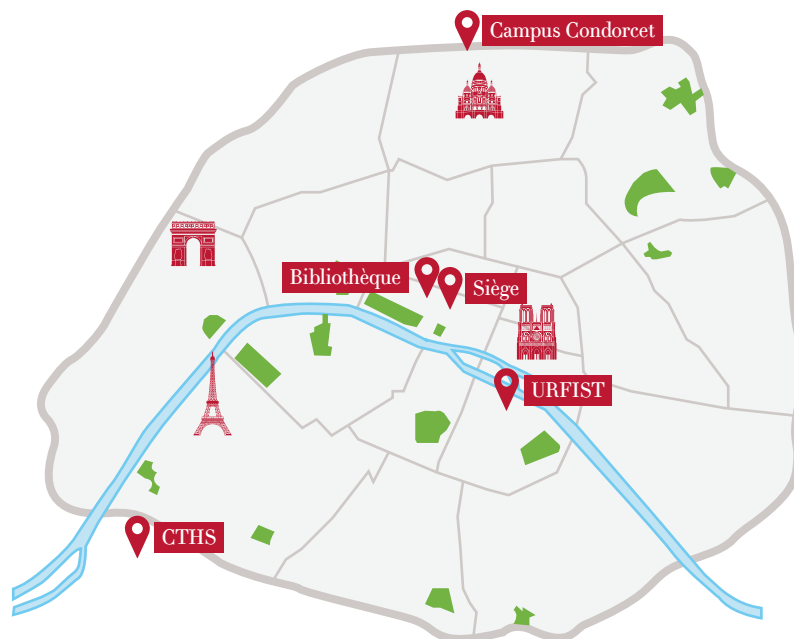 Campus Condorcet
Bibliothèque
Siège
URFIST
CTHS